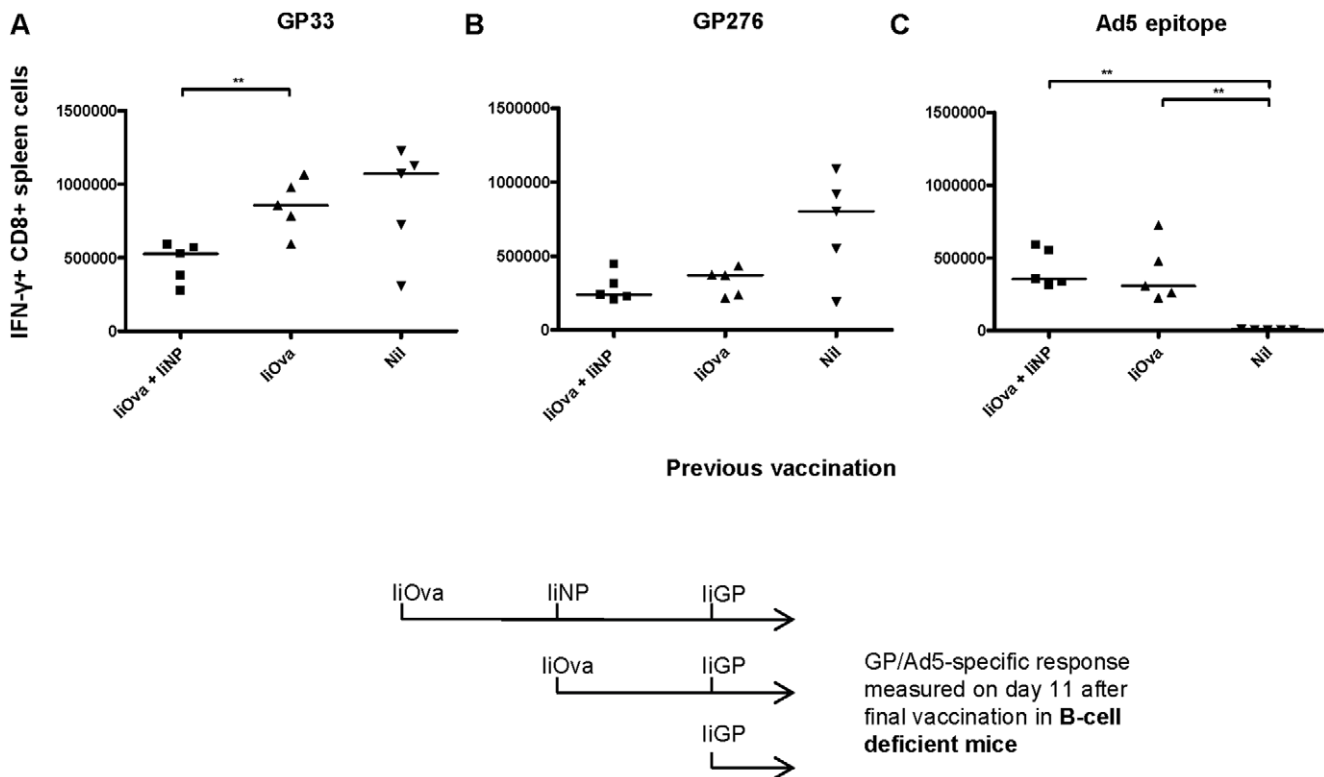 A GP33
B GP276
C Ad5 epitope
IFN-γ+ CD8+ spleen cells
**
1500000
1000000
500000
0
IiOva + IiNP
IiOva
Nil
1500000
1000000
500000
0
IiOva + IiNP
IiOva
Nil
**
**
1500000
1000000
500000
0
IiOva + IiNP
IiOva
Nil
Previous vaccination
IiOva IiNP IiGP
IiOva IiGP
IiGP
GP/Ad5-specific response
measured on day 11 after
final vaccination in B-cell
deficient mice